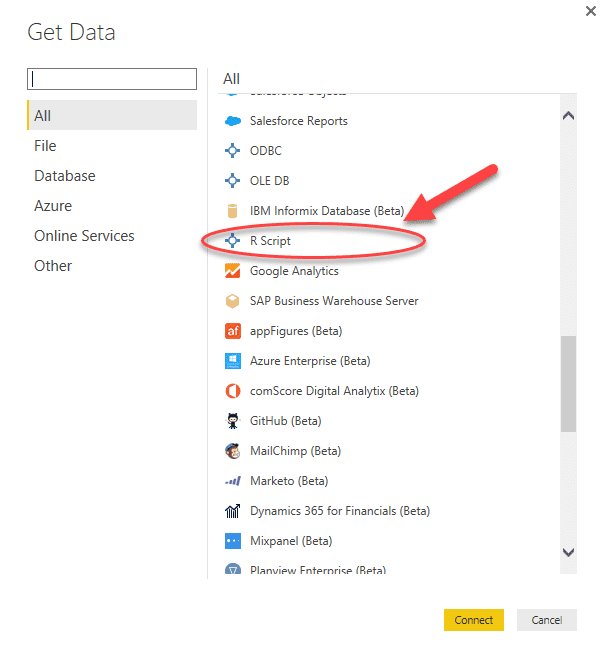 Get Data
All
File
Database
Azure
Online Services
Other
All
Salesforce Objects
Salesforce Reports
ODBC
OLE DB
IBM Informix Database (Beta)
R Script
Google Analytics
SAP Business Warehouse Server
af
appFigures (Beta)
Azure Enterprise (Beta)
comScore Digital Analytix (Beta)
GitHub (Beta)
MailChimp (Beta)
Marketo (Beta)
Dynamics 365 for Financials (Beta)
Mixpanel (Beta)
Planview Enterprise (Beta)
Connect
Cancel